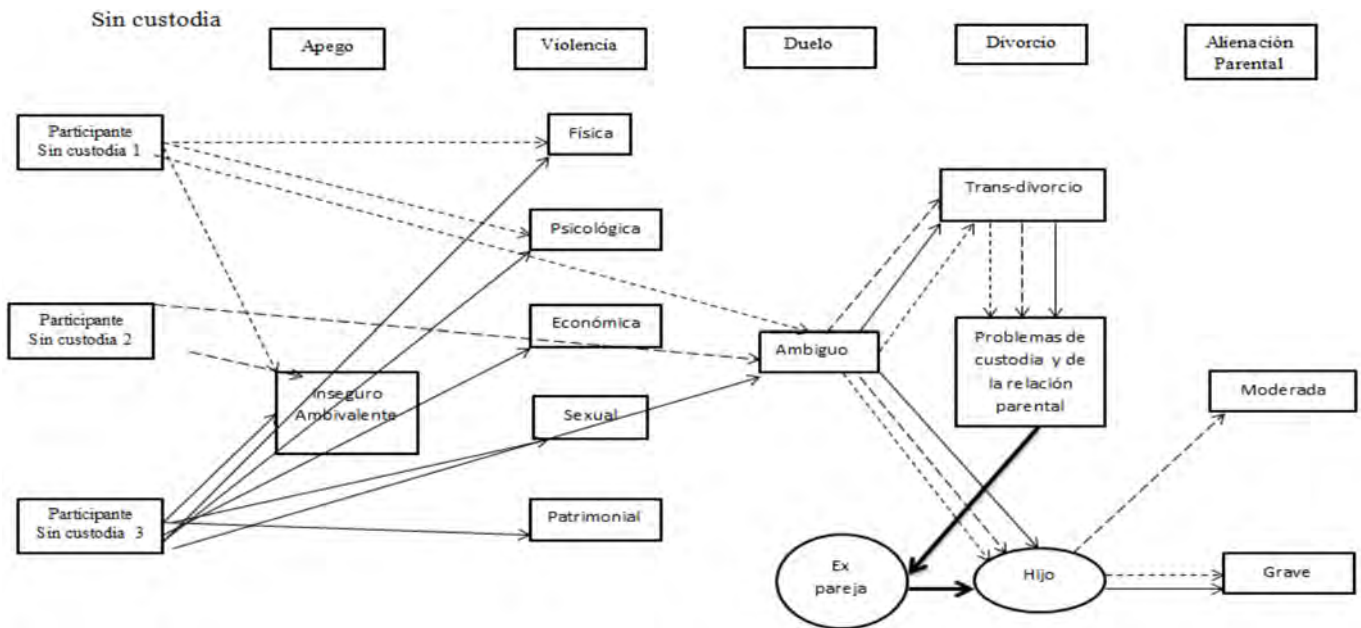 Sin custodia
Apego
Violencia
Duelo
Divorcio
Alienación
Parental
Participante
Sin custodia 1
Física
Trans-divorcio
Psicológica
Participante
Sin custodia 2
Económica
Ambiguo
Problemas de
custodia y de
la relación
parental
Inseguro
Ambivalente
Sexual
Moderada
Participante
Sin custodia 3
Patrimonial
Ex
pareja
Hijo
Grave